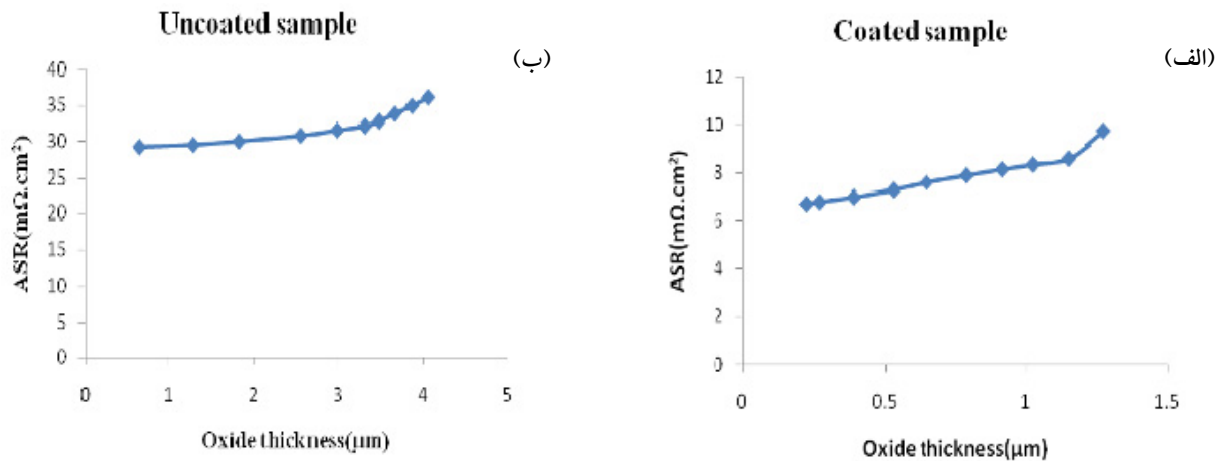 Uncoated sample
(ب)
ASR(mΩ.cm²)
40
35
30
25
20
15
10
5
0
0 1 2 3 4 5
Oxide thickness(μm)
Coated sample
(الف)
ASR(mΩ.cm²)
12
10
8
6
4
2
0
0 0.5 1 1.5
Oxide thickness(μm)